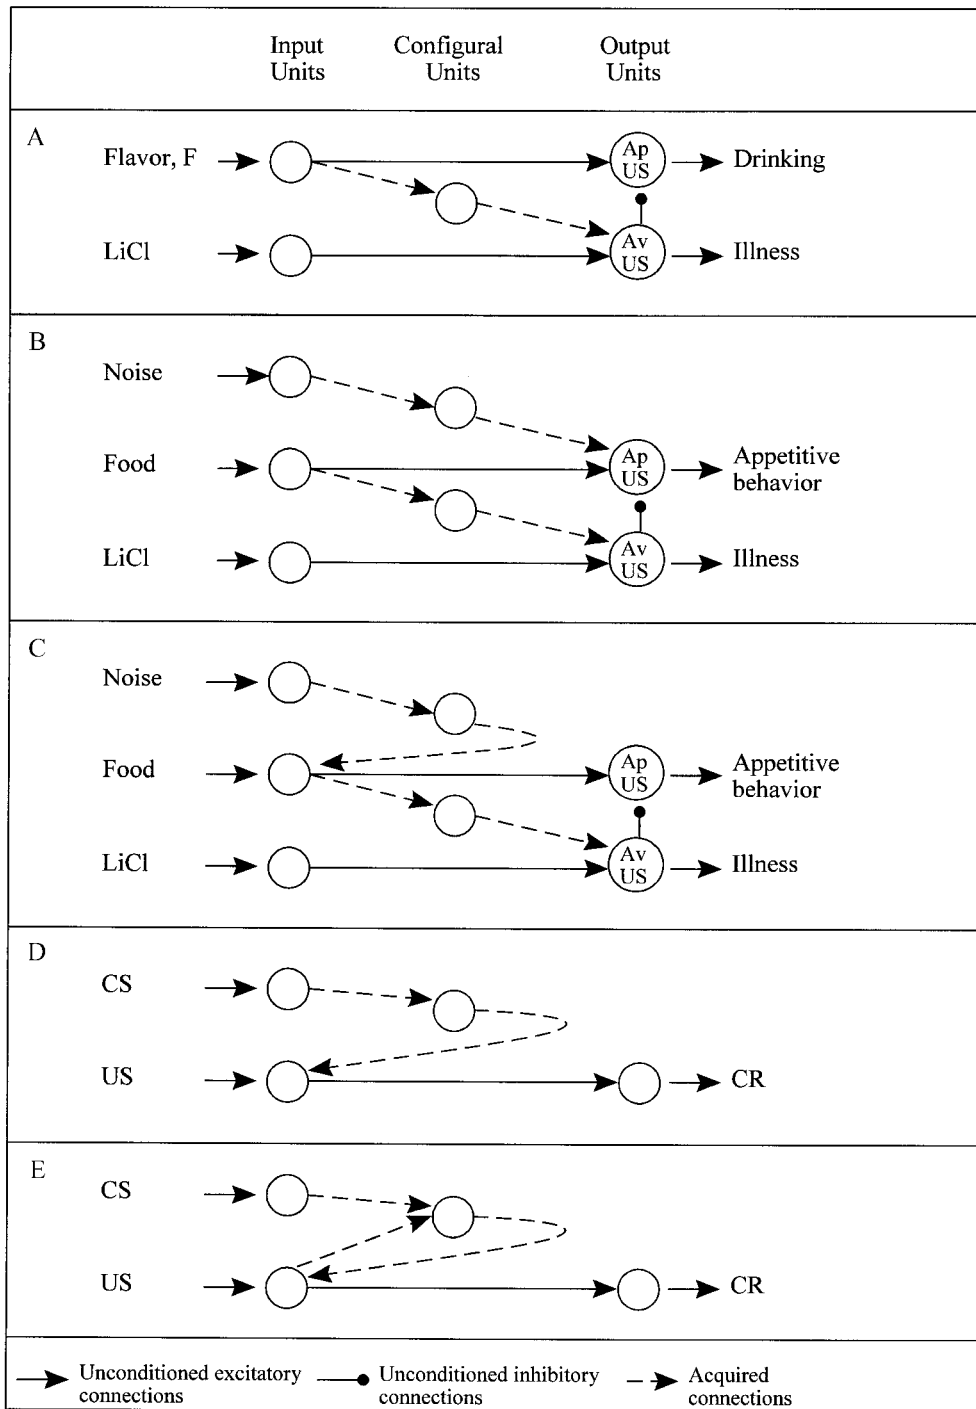 Input Units
Configural Units
Output Units
A
Flavor, F
Ap US
Drinking
LiCl
Av US
Illness
B
Noise
Food
Ap US
Appetitive behavior
LiCl
Av US
Illness
C
Noise
Food
Ap US
Appetitive behavior
LiCl
Av US
Illness
D
CS
US
CR
E
CS
US
CR
Unconditioned excitatory connections
Unconditioned inhibitory connections
Acquired connections